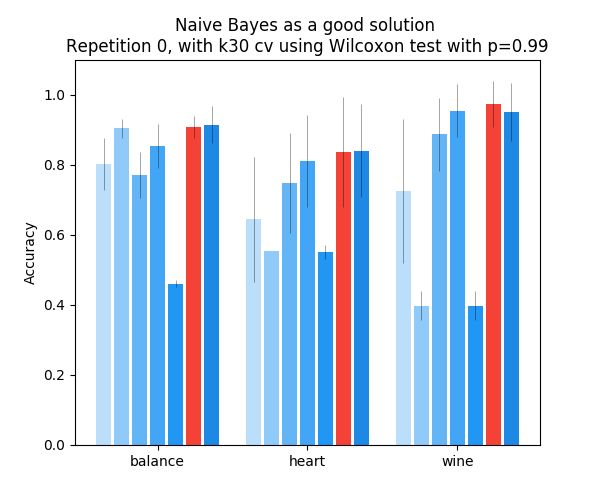 Naive Bayes as a good solution
Repetition 0, with k30 cv using Wilcoxon test with p=0.99
Accuracy
1.0
0.8
0.6
0.4
0.2
0.0
balance heart wine